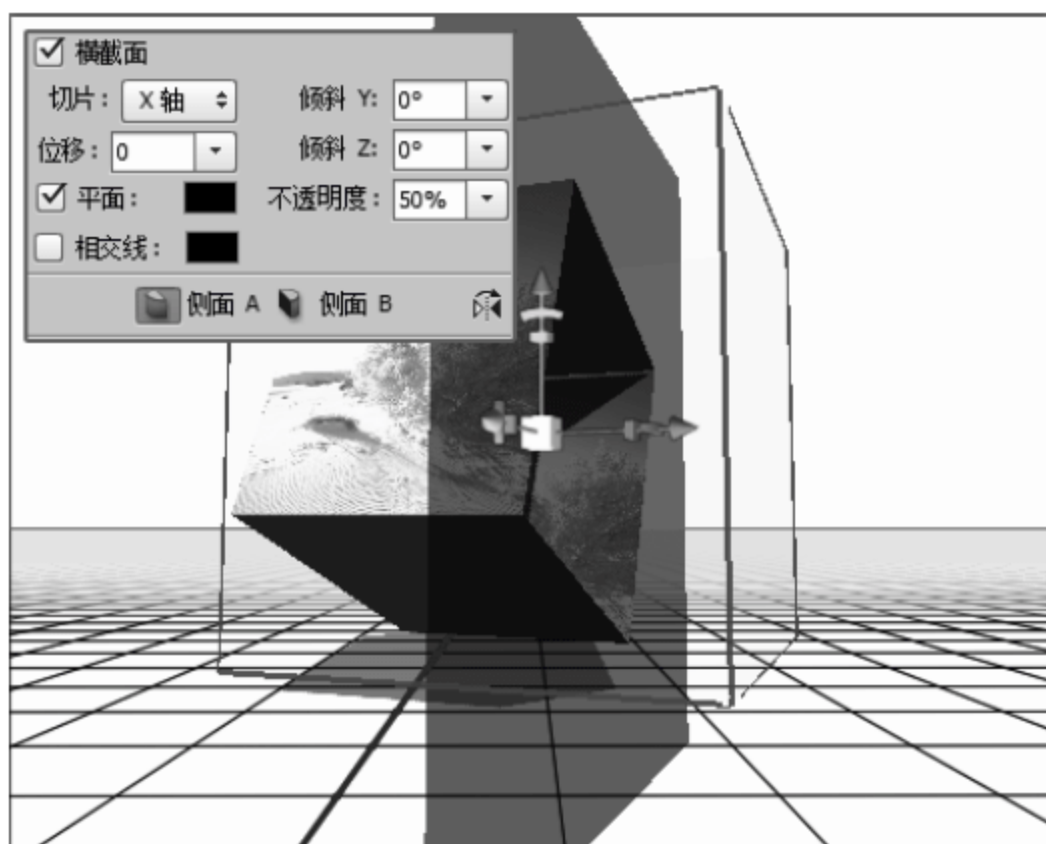 横截面
切片： X 轴 倾斜 Y: 0°
位移： 0 倾斜 Z: 0°
平面： 不透明度： 50%
相交线：
侧面 A 侧面 B